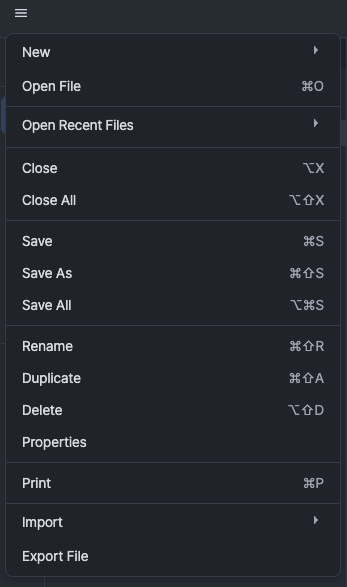 New
Open File ⌘O
Open Recent Files
Close ⌥X
Close All ⌥⇧X
Save ⌘S
Save As ⌘⇧S
Save All ⌥⌘S
Rename ⌘⇧R
Duplicate ⌘⇧A
Delete ⌥⇧D
Properties
Print ⌘P
Import
Export File